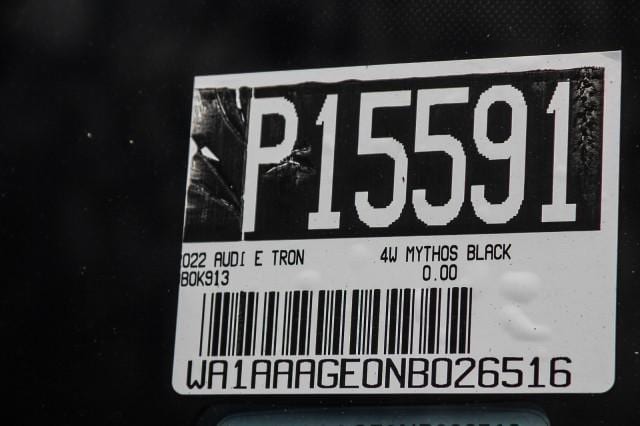 P15591
022 AUDI E TRON 4W MYTHOS BLACK
BOK913 0.00
WA1AAAGE0NB026516